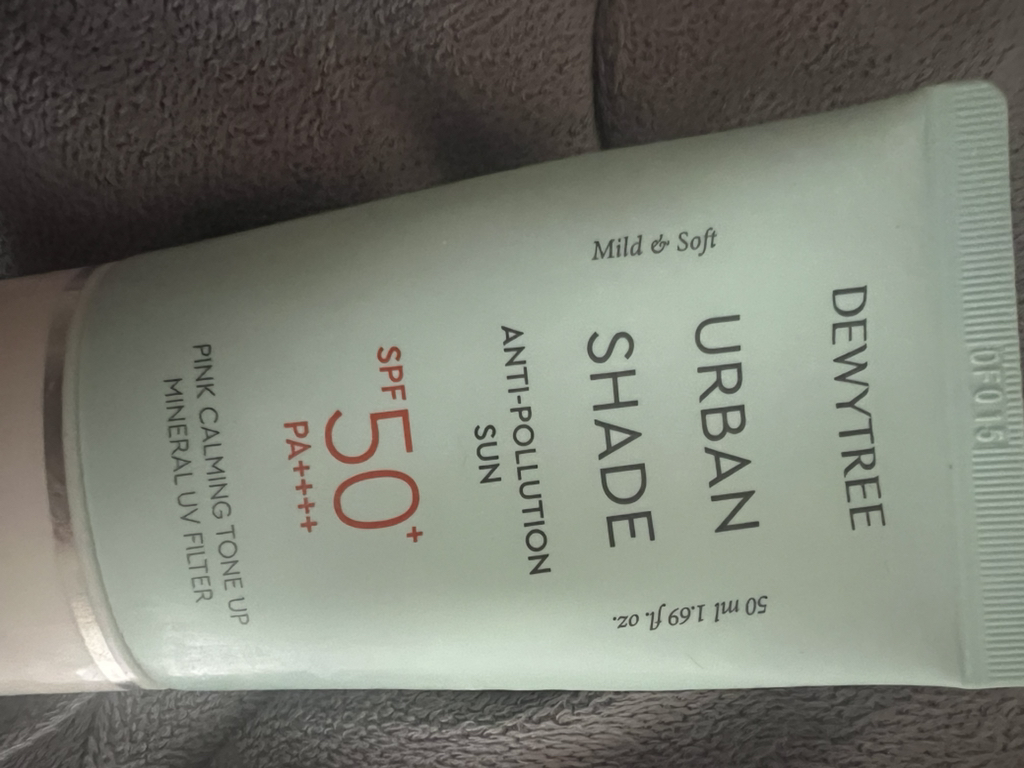 DEWYTREE
URBAN
SHADE
Mild & Soft
50 ml 1.69 fl. oz.
ANTI-POLLUTION
SUN
SPF50+
PA++++
PINK CALMING TONE UP
MINERAL UV FILTER